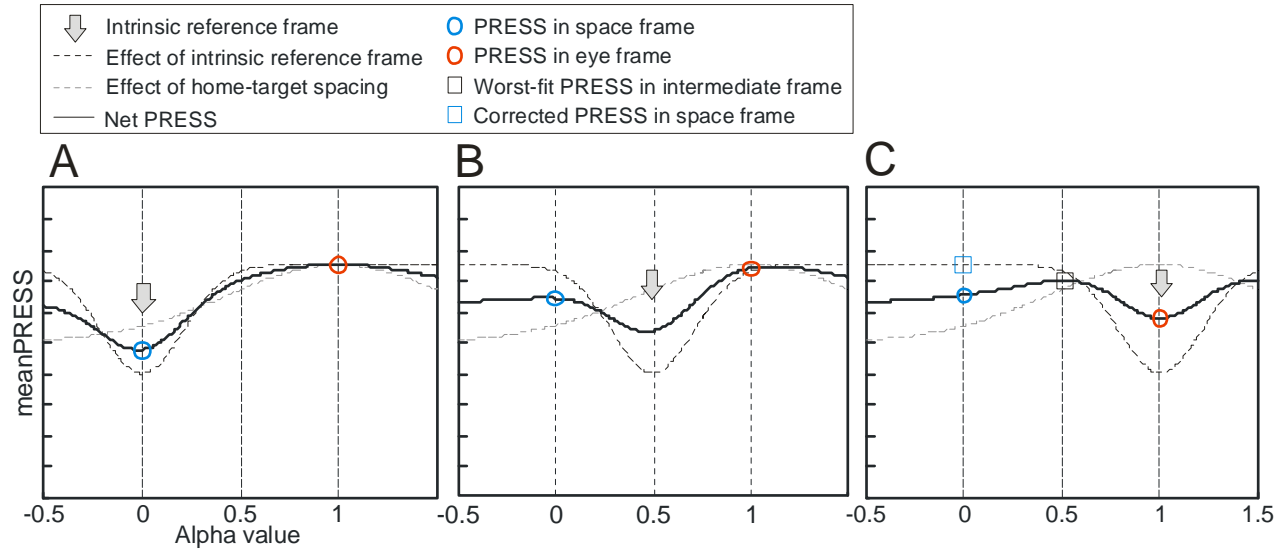 Intrinsic reference frame
Effect of intrinsic reference frame
Effect of home-target spacing
Net PRESS
PRESS in space frame
PRESS in eye frame
Worst-fit PRESS in intermediate frame
Corrected PRESS in space frame
A
B
C
meanPRESS
-0.5 0 0.5 1
-0.5 0 0.5 1
-0.5 0 0.5 1 1.5
Alpha value